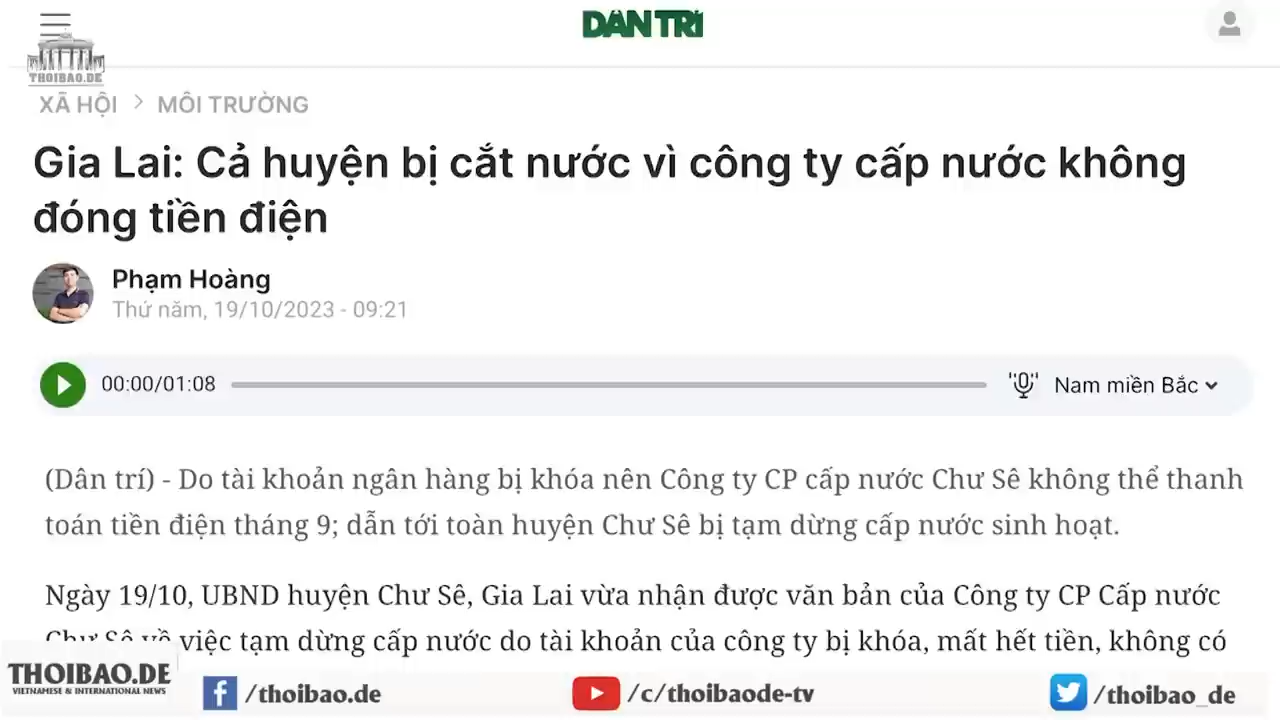 DÂN TRÍ
THOIBAO.DE
XÃ HỘI > MÔI TRƯỜNG
Gia Lai: Cả huyện bị cắt nước vì công ty cấp nước không
đóng tiền điện
Phạm Hoàng
Thứ năm, 19/10/2023 - 09:21
00:00/01:08 Nam miền Bắc
(Dân trí) - Do tài khoản ngân hàng bị khóa nên Công ty CP cấp nước Chư Sê không thể thanh
toán tiền điện tháng 9; dẫn tới toàn huyện Chư Sê bị tạm dừng cấp nước sinh hoạt.
Ngày 19/10, UBND huyện Chư Sê, Gia Lai vừa nhận được văn bản của Công ty CP Cấp nước
Chư Sê về việc tạm dừng cấp nước do tài khoản của công ty bị khóa, mất hết tiền, không có
THOIBAO.DE
VIETNAMESE & INTERNATIONAL NEWS
/thoibao.de /c/thoibaode-tv /thoibao_de